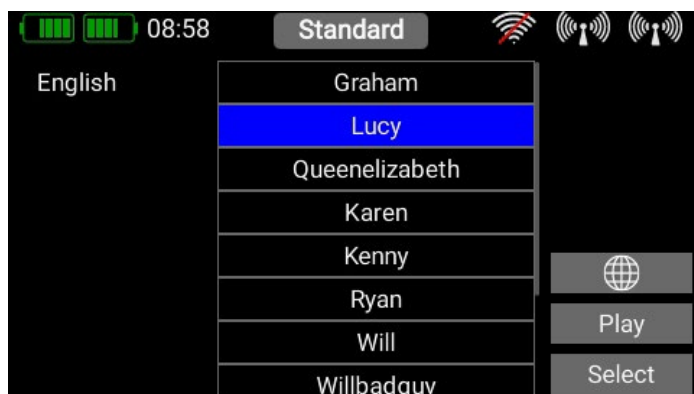 08:58 Standard
English
Graham
Lucy
Queenelizabeth
Karen
Kenny
Ryan
Will
Willbadguy
Play
Select